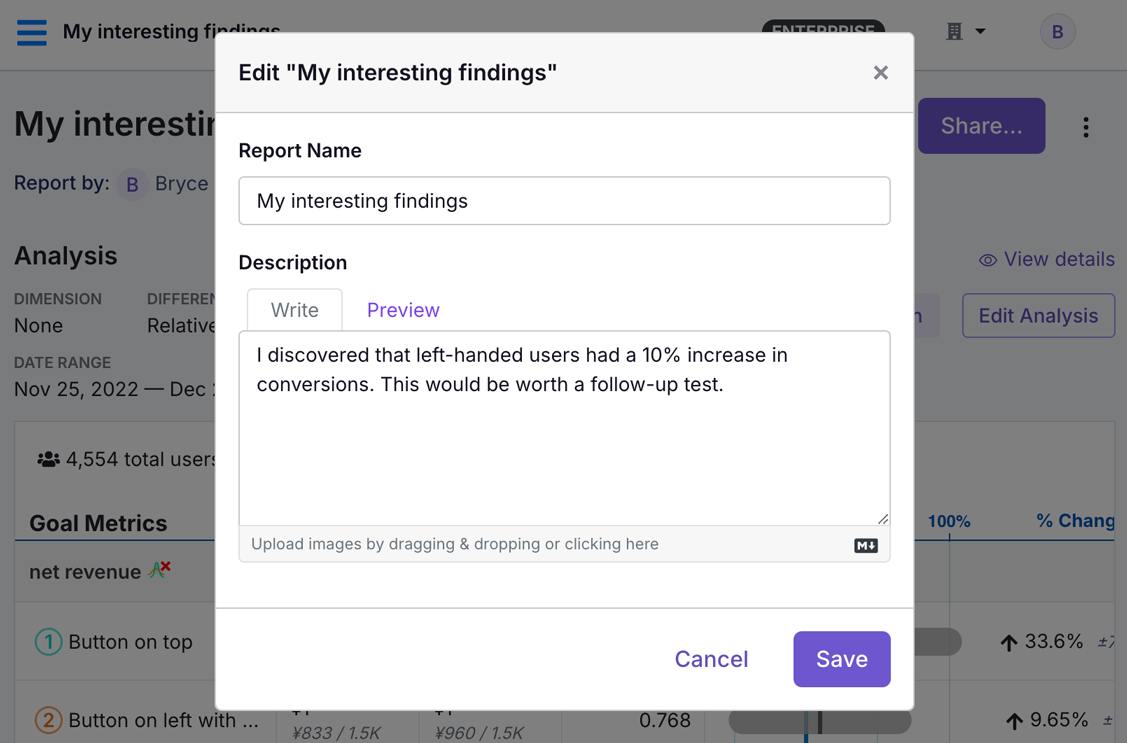 My interesting findings
ENTERPRISE
B
Edit "My interesting findings"
×
My
Share...
Report by: B Bryce
Report Name
My interesting findings
Analysis
View details
Description
DIMENSION
None
Relative
Write Preview
Edit Analysis
DATE RANGE
Nov 25, 2022 — Dec
I discovered that left-handed users had a 10% increase in
conversions. This would be worth a follow-up test.
4,554 total users
Goal Metrics
100% %
Upload images by dragging & dropping or clicking here
M
net revenue
1 Button on top
33.6%
Cancel Save
2 Button on left with ...
¥833 / 1.5K
¥960 / 1.5K
0.768
9.65% ±